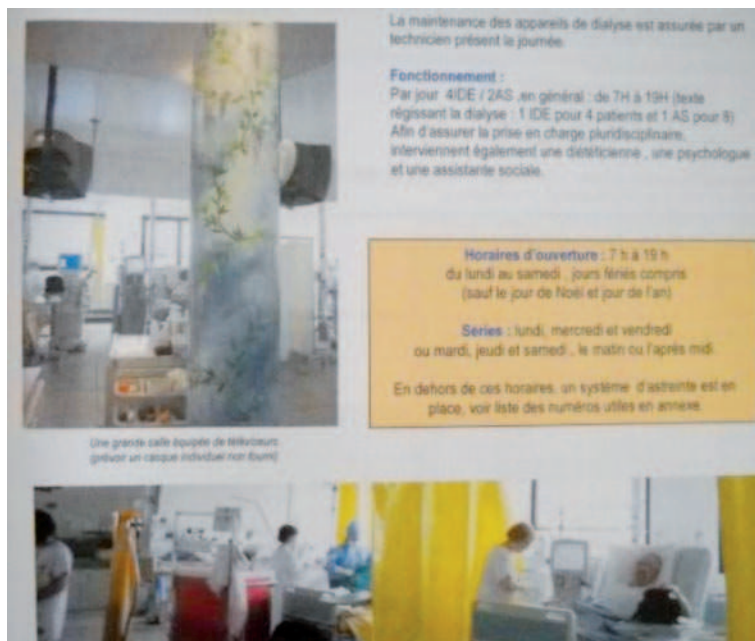 La maintenance des appareils de dialyse est assurée par un
technicien présent la journée.
Fonctionnement :
Par jour 4IDE / 2AS ,en général : de 7H à 19H (texte
régissant la dialyse : 1 IDE pour 4 patients et 1 AS pour 8)
Afin d'assurer la prise en charge pluridisciplinaire,
interviennent également une diététicienne , une psychologue
et une assistante sociale.
Horaires d'ouverture : 7 h à 19 h
du lundi au samedi , jours fériés compris
(sauf le jour de Noël et jour de l'an)
Séries : lundi, mercredi et vendredi
ou mardi, jeudi et samedi , le matin ou l'après midi.
En dehors de ces horaires, un système d'astreinte est en
place, voir liste des numéros utiles en annexe.
Une grande salle équipée de téléviseurs
(prévoir un casque individuel non fourni)